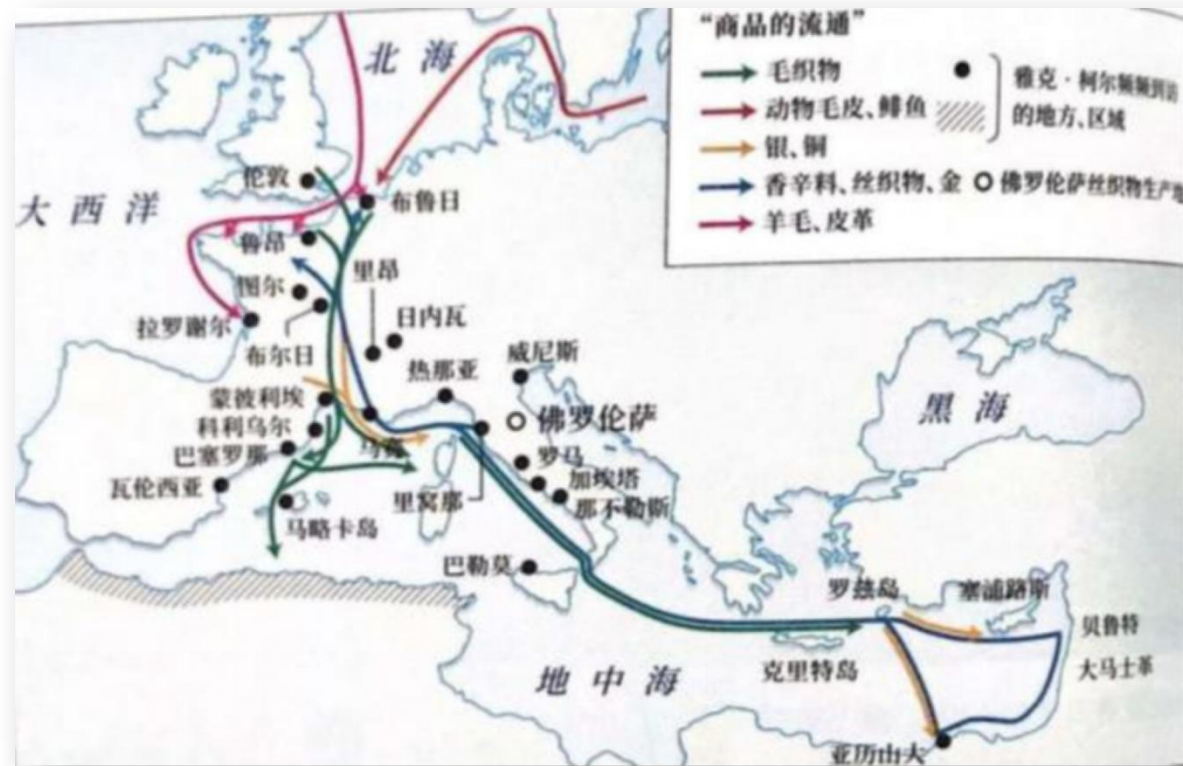 “商品的流通”
毛织物
动物毛皮、鲱鱼
银、铜
香辛料、丝织物、金
羊毛、皮革
雅克·柯尔频频到访
的地方、区域
佛罗伦萨丝织物生产地
北海
大西洋
伦敦
布鲁日
鲁昂
里昂
图尔
日内瓦
拉罗谢尔
布尔日
威尼斯
热那亚
蒙彼利埃
佛罗伦萨
黑海
科利乌尔
巴塞罗那
罗马
瓦伦西亚
加埃塔
里窝那
那不勒斯
马略卡岛
巴勒莫
罗兹岛
塞浦路斯
贝鲁特
地中海
克里特岛
大马士革
亚历山大